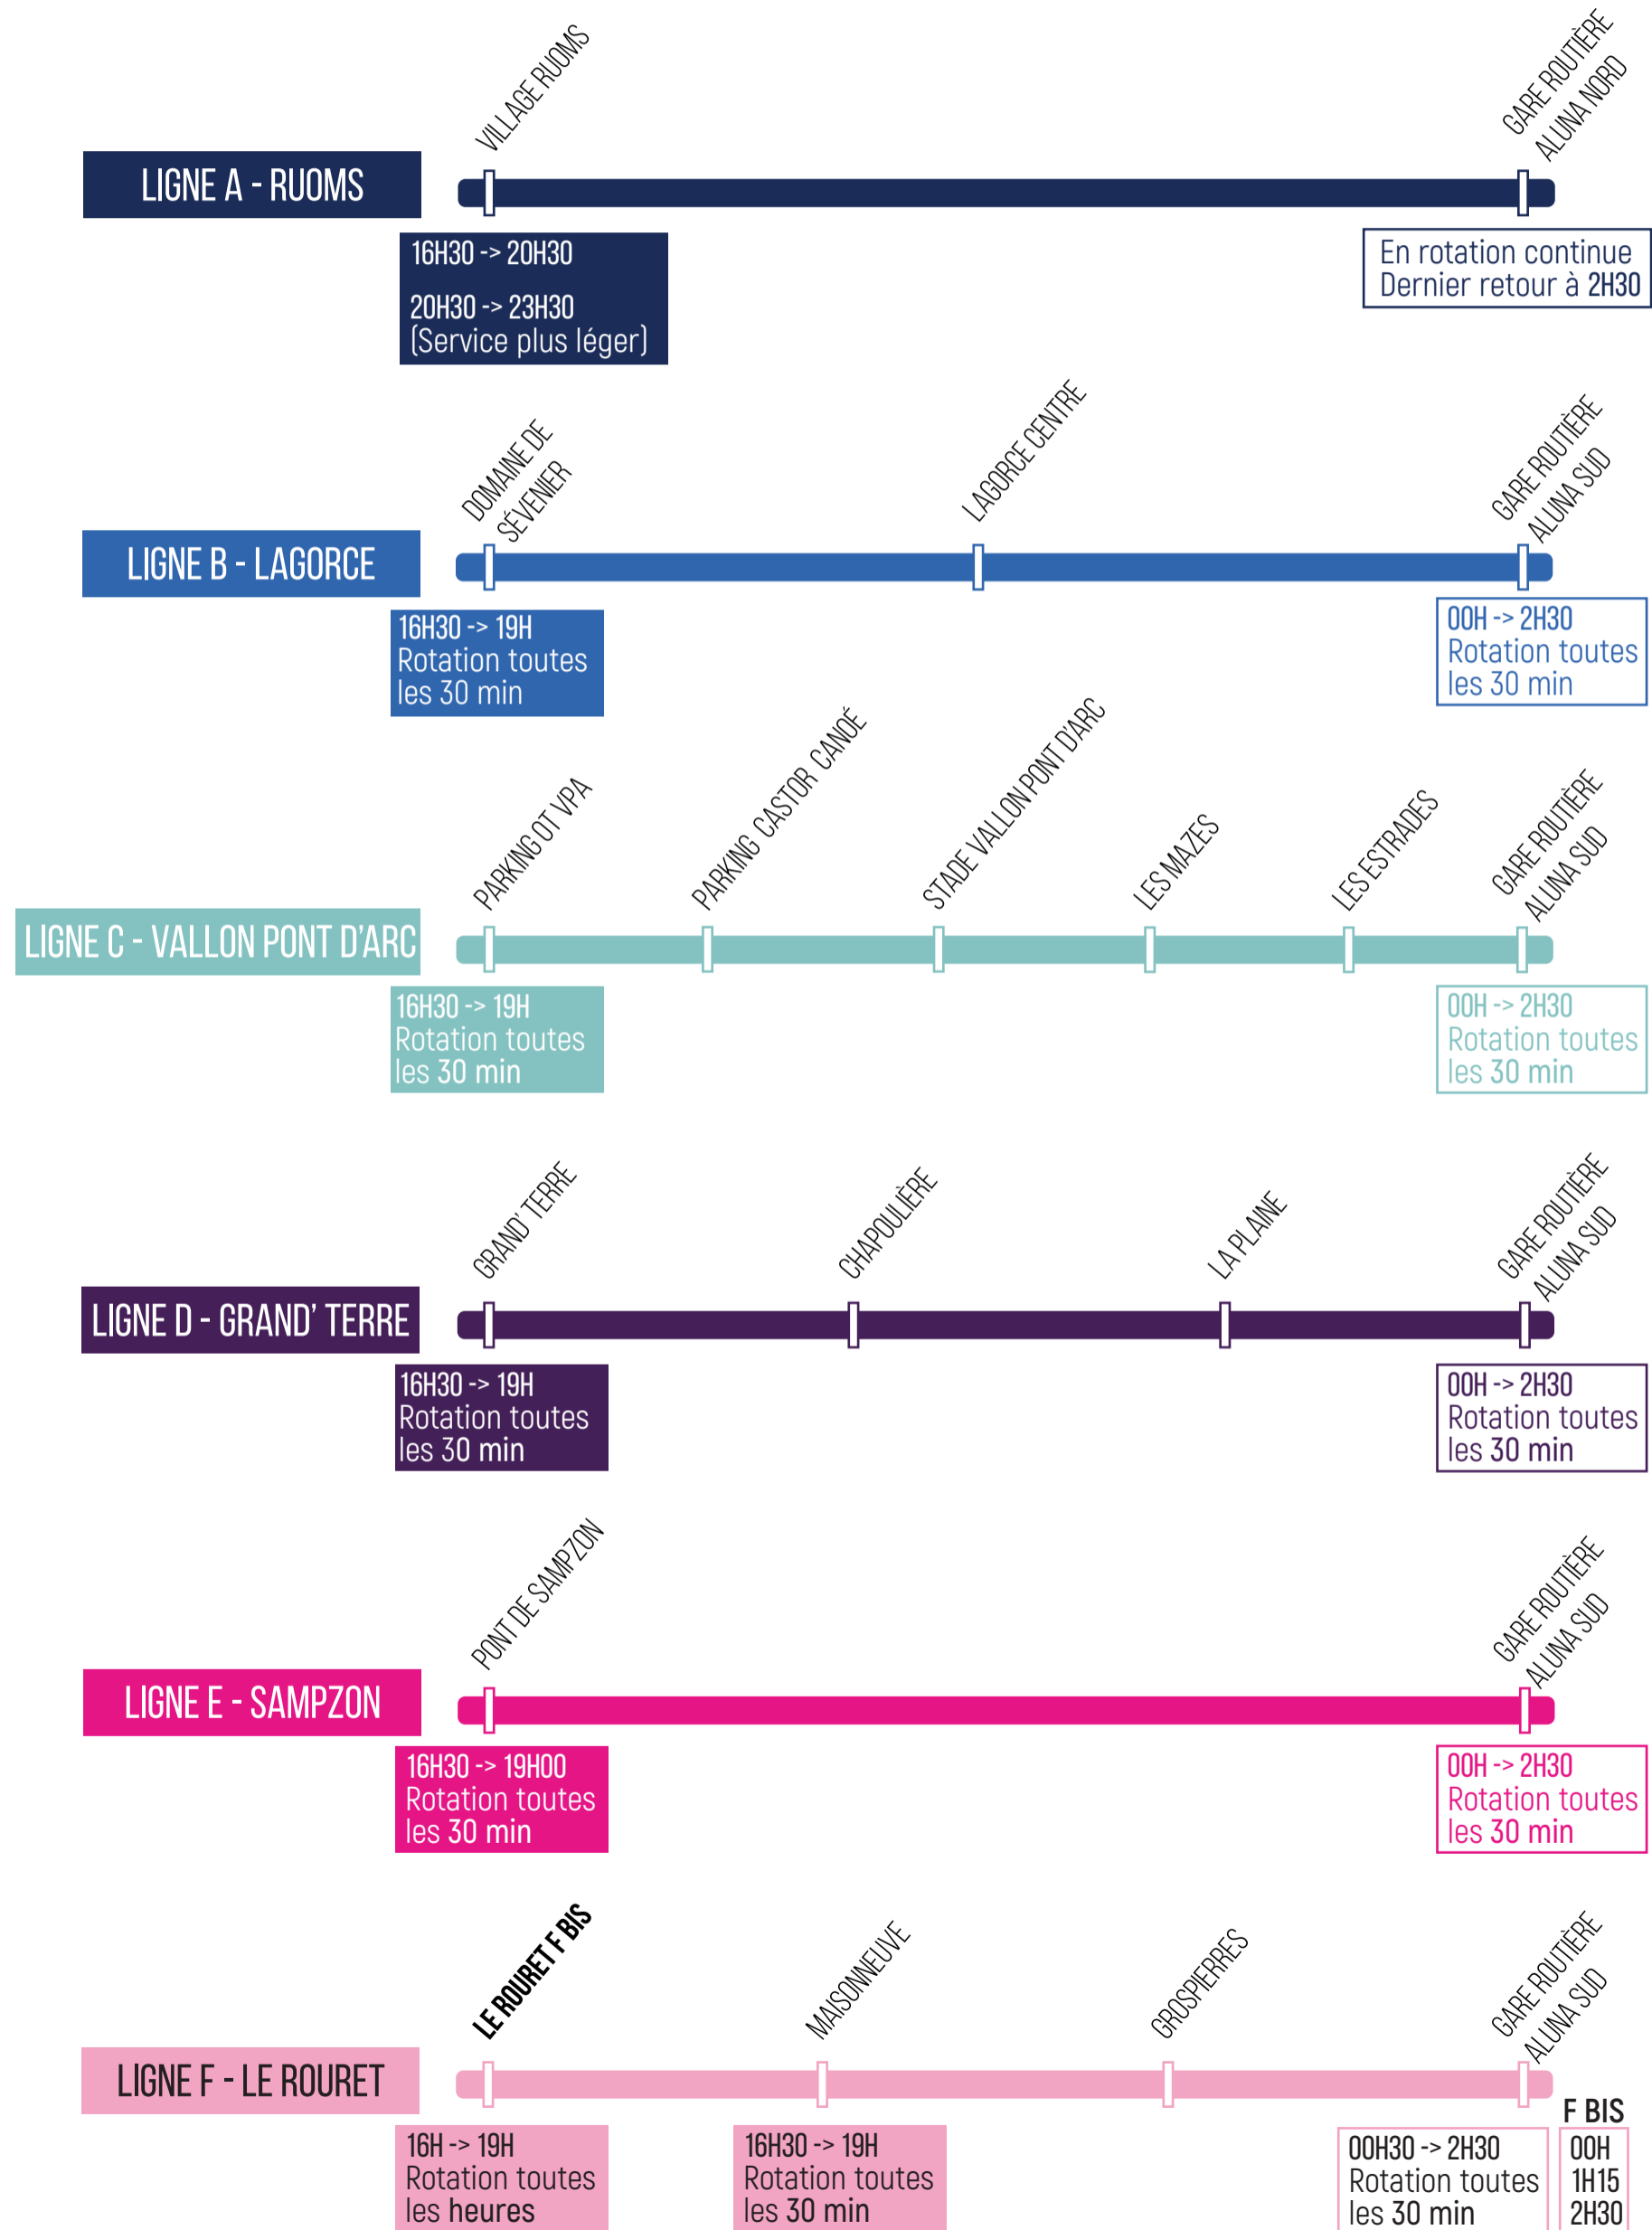 VILLAGE RUOMS
GARE ROUTIÈRE
ALUNA NORD
LIGNE A - RUOMS
16H30 -> 20H30
20H30 -> 23H30
(Service plus léger)
En rotation continue
Dernier retour à 2H30
DOMAINE DE
SÉVENIER
LAGORCE CENTRE
GARE ROUTIÈRE
ALUNA SUD
LIGNE B - LAGORCE
16H30 -> 19H
Rotation toutes
les 30 min
00H -> 2H30
Rotation toutes
les 30 min
PARKING OT VPA
PARKING CASTOR CANOÉ
STADE VALLON PONT D'ARC
LES MAZES
LES ESTRADES
GARE ROUTIÈRE
ALUNA SUD
LIGNE C - VALLON PONT D'ARC
16H30 -> 19H
Rotation toutes
les 30 min
00H -> 2H30
Rotation toutes
les 30 min
GRAND' TERRE
CHAPOULIÈRE
LA PLAINE
GARE ROUTIÈRE
ALUNA SUD
LIGNE D - GRAND' TERRE
16H30 -> 19H
Rotation toutes
les 30 min
00H -> 2H30
Rotation toutes
les 30 min
PONT DE SAMPZON
GARE ROUTIÈRE
ALUNA SUD
LIGNE E - SAMPZON
16H30 -> 19H00
Rotation toutes
les 30 min
00H -> 2H30
Rotation toutes
les 30 min
LE ROURET F BIS
MAISONNEUVE
GROSPIERRES
GARE ROUTIÈRE
ALUNA SUD
LIGNE F - LE ROURET
16H -> 19H
Rotation toutes
les heures
16H30 -> 19H
Rotation toutes
les 30 min
00H30 -> 2H30
Rotation toutes
les 30 min
F BIS
00H
1H15
2H30